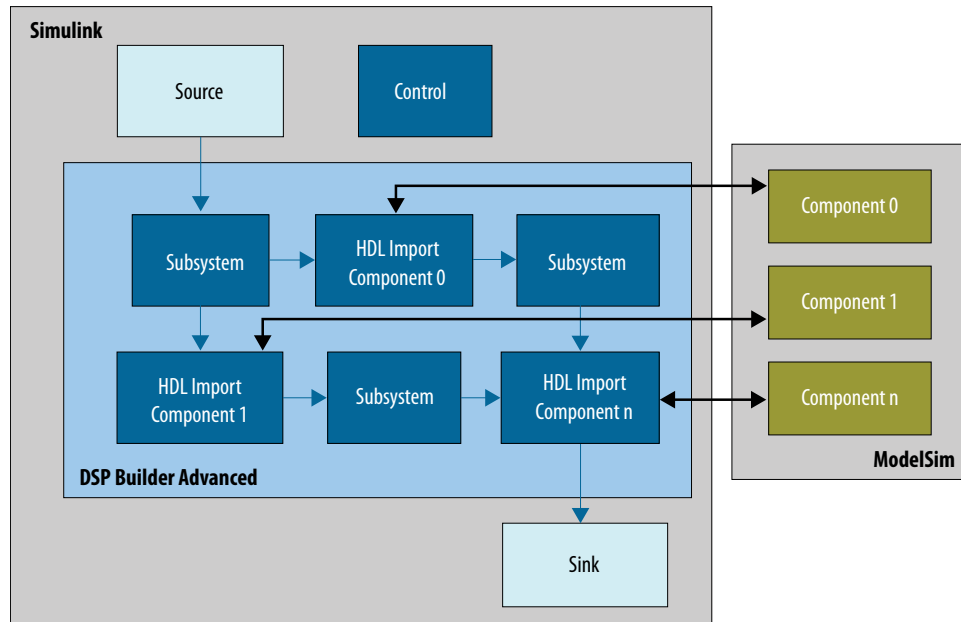 Simulink
Source
Control
Subsystem
HDL Import
Component 0
Subsystem
HDL Import
Component 1
Subsystem
HDL Import
Component n
DSP Builder Advanced
Sink
Component 0
Component 1
Component n
ModelSim